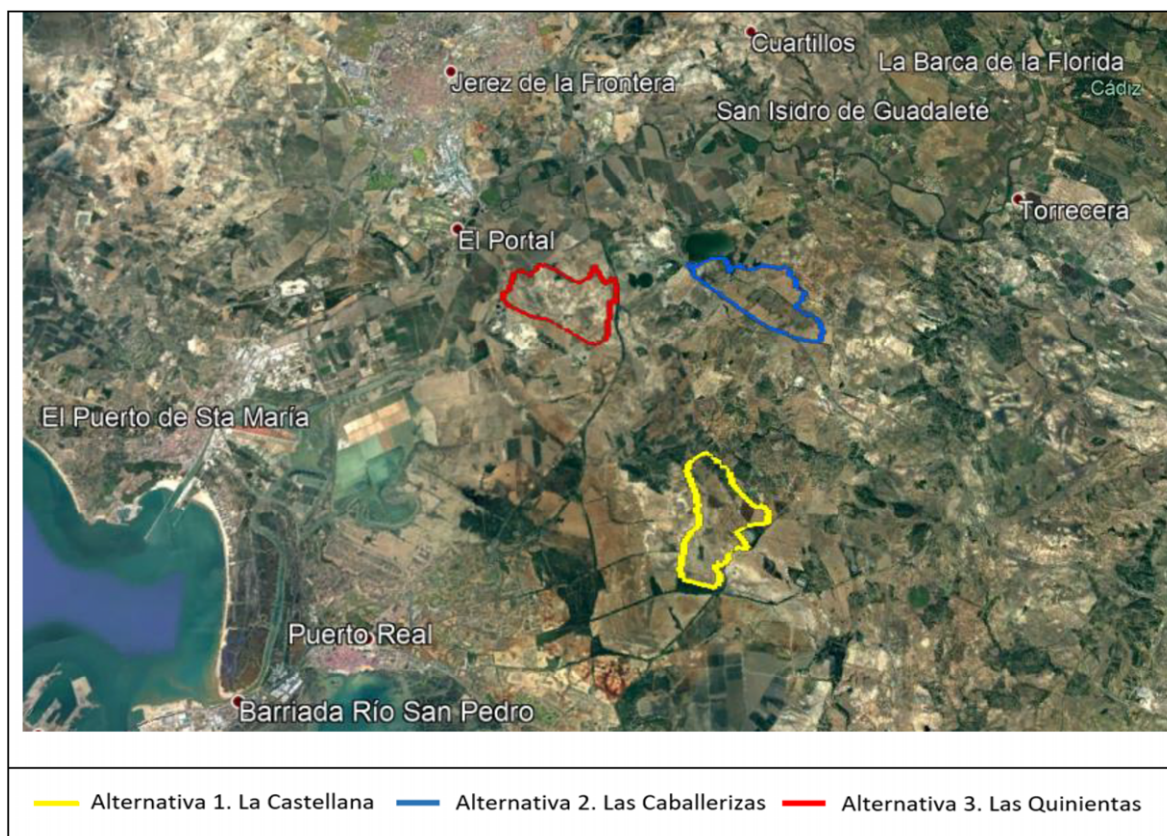 Cuartillos
La Barca de la Florida
Jerez de la Frontera
Cádiz
San Isidro de Guadalete
Torrecera
El Portal
El Puerto de Sta María
Puerto Real
Barriada Río San Pedro
Alternativa 1. La Castellana
Alternativa 2. Las Caballerizas
Alternativa 3. Las Quinientas